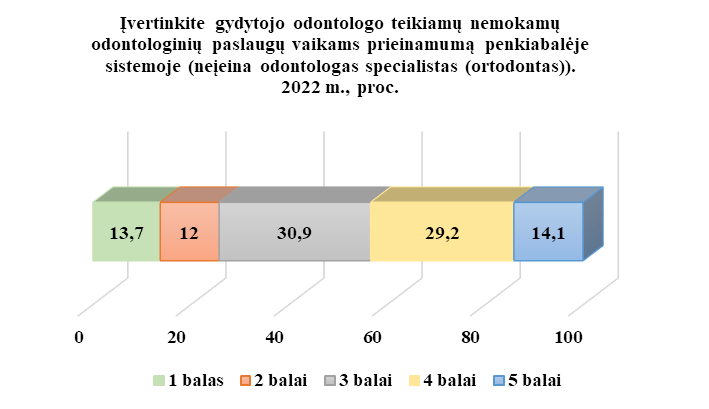 Įvertinkite gydytojo odontologo teikiamų nemokamų
odontologinių paslaugų vaikams prieinamumą penkiabalėje
sistemoje (neįeina odontologas specialistas (ortodontas)).
2022 m., proc.
13,7 12 30,9 29,2 14,1
0 20 40 60 80 100
1 balas 2 balai 3 balai 4 balai 5 balai